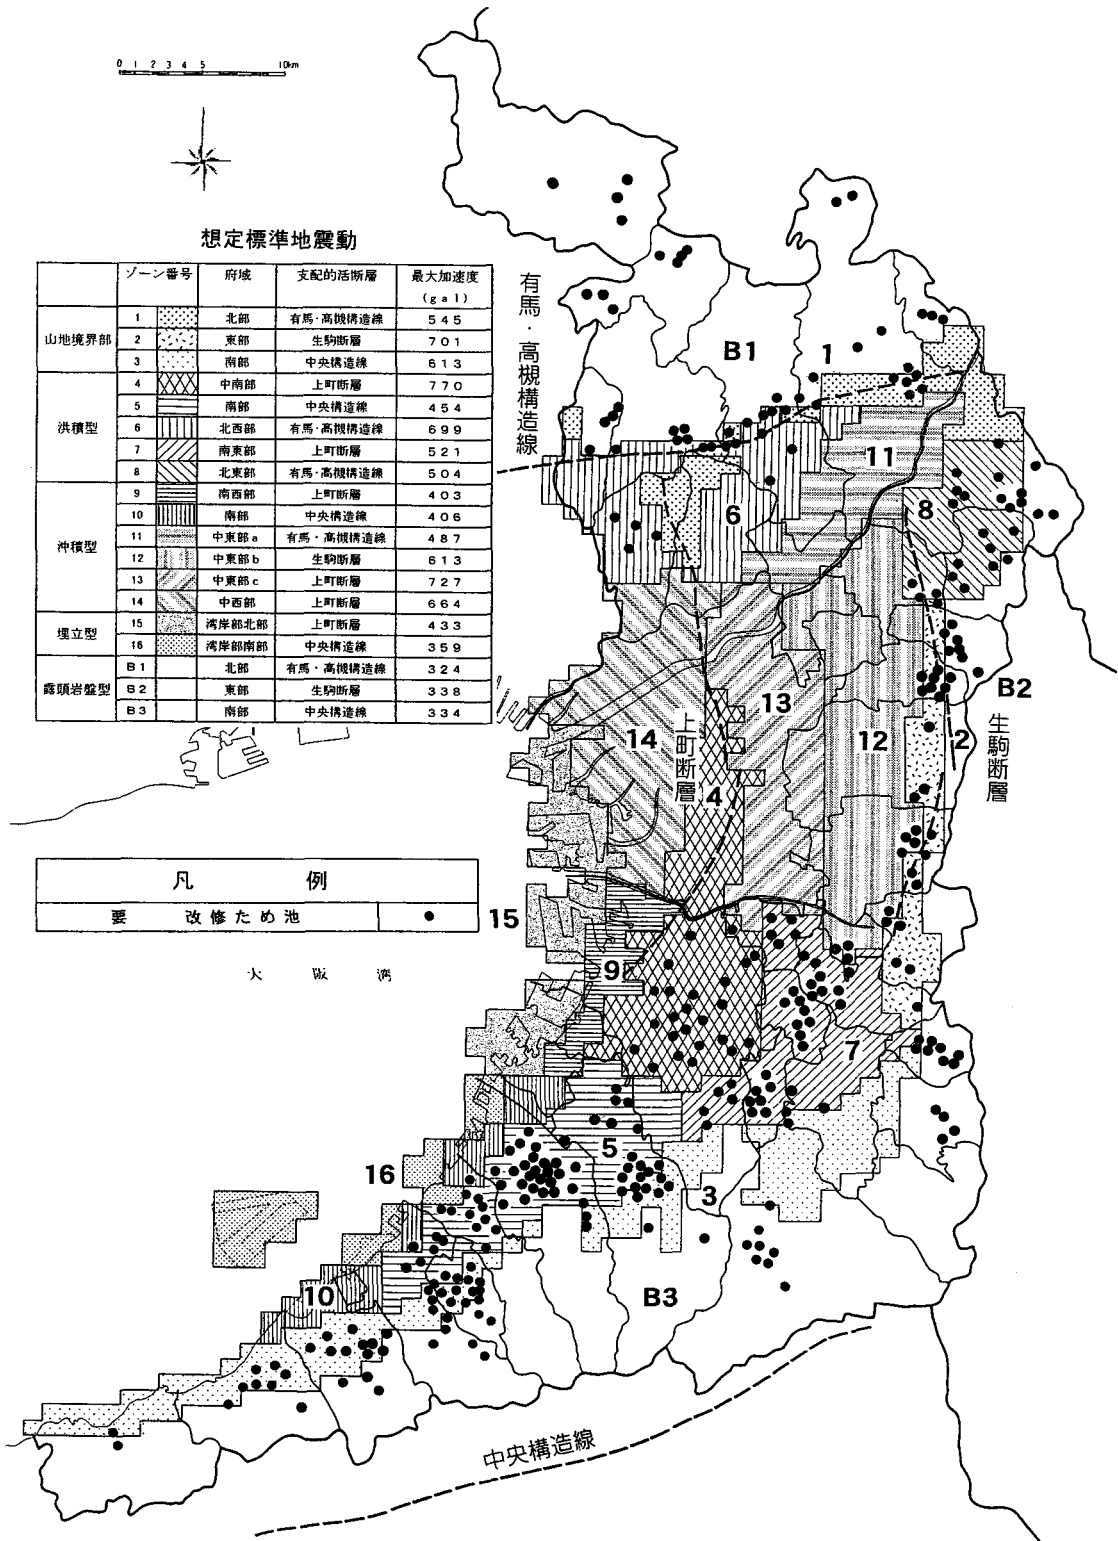 0 1 2 3 4 5 10km
想定標準地震動
ゾーン番号 府域 支配的活断層 最大加速度
(gal)
山地境界部
1 北部 有馬・高槻構造線 545
2 東部 生駒断層 701
3 南部 中央構造線 613
洪積型
4 中南部 上町断層 770
5 南部 中央構造線 454
6 北西部 有馬・高槻構造線 699
7 南東部 上町断層 521
8 北東部 有馬・高槻構造線 504
沖積型
9 南西部 上町断層 403
10 南部 中央構造線 406
11 中東部a 有馬・高槻構造線 487
12 中東部b 生駒断層 613
13 中東部c 上町断層 727
14 中西部 上町断層 664
埋立型
15 湾岸部北部 上町断層 433
16 湾岸部南部 中央構造線 359
露頭岩盤型
B1 北部 有馬・高槻構造線 324
B2 東部 生駒断層 338
B3 南部 中央構造線 334
有馬・高槻構造線
B1
1
11
6
8
B2
13
14
上町断層
12
2
生駒断層
4
凡例
要改修ため池
15
大阪湾
9
7
5
16
3
10
B3
中央構造線